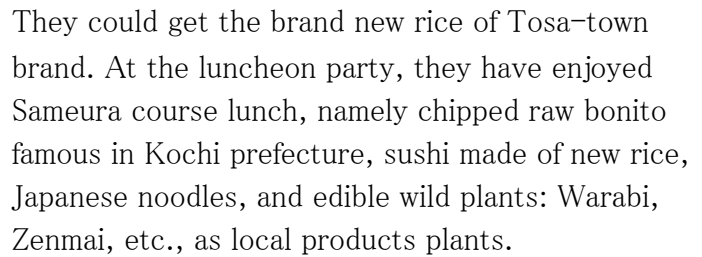 They could get the brand new rice of Tosa-town
brand. At the luncheon party, they have enjoyed
Sameura course lunch, namely chipped raw bonito
famous in Kochi prefecture, sushi made of new rice,
Japanese noodles, and edible wild plants: Warabi,
Zenmai, etc., as local products plants.